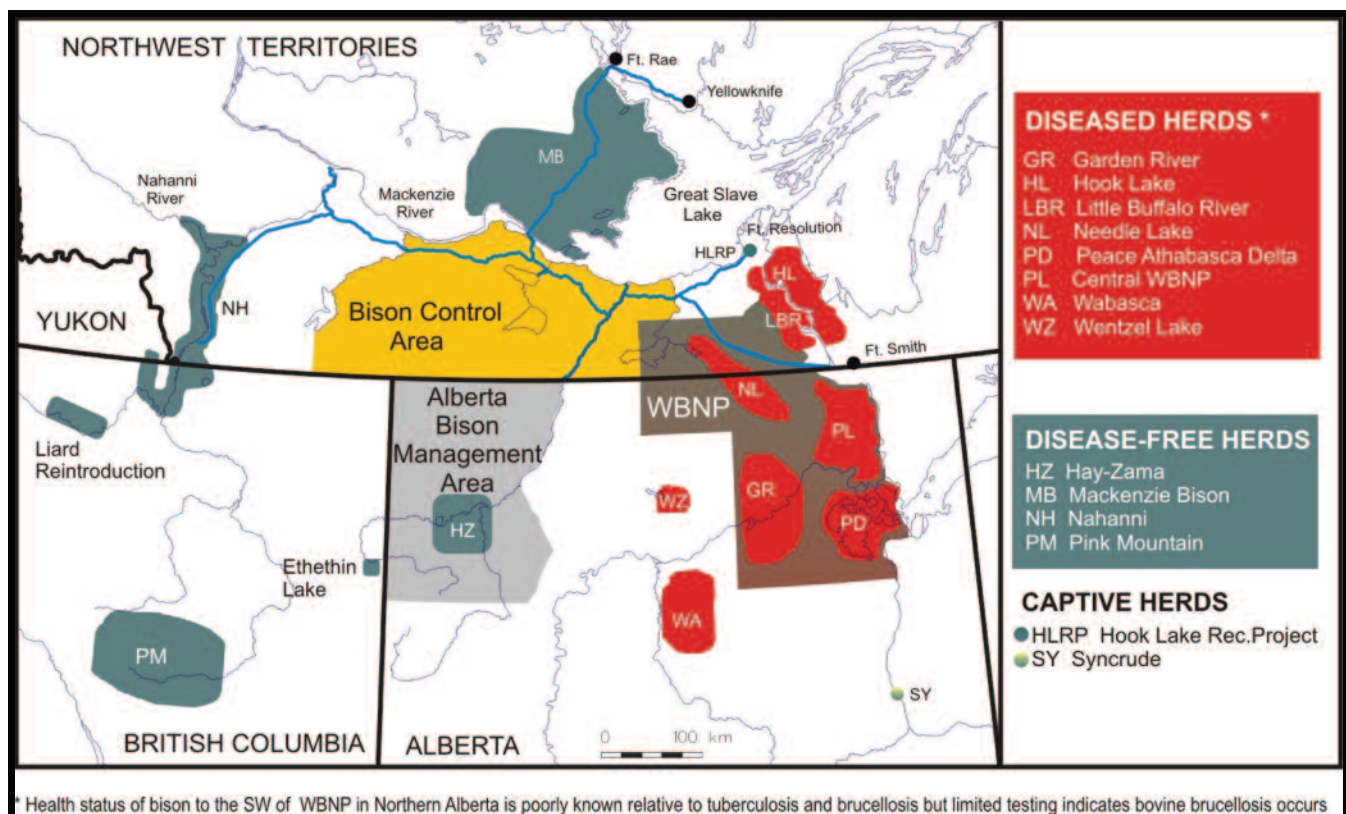 NORTHWEST TERRITORIES
Ft. Rae
Yellowknife
MB
Nahanni
River
Mackenzie
River
Great Slave
Lake
Ft. Resolution
HLRP
HL
NH
YUKON
Bison Control
Area
LBR
Ft. Smith
Alberta
Bison
Management
Area
WBNP
NL
PL
Liard
Reintroduction
HZ
WZ
GR
PD
Ethethin
Lake
WA
PM
SY
BRITISH COLUMBIA
ALBERTA
0 100 km
DISEASED HERDS *
GR Garden River
HL Hook Lake
LBR Little Buffalo River
NL Needle Lake
PD Peace Athabasca Delta
PL Central WBNP
WA Wabasca
WZ Wentzel Lake
DISEASE-FREE HERDS
HZ Hay-Zama
MB Mackenzie Bison
NH Nahanni
PM Pink Mountain
CAPTIVE HERDS
HLRP Hook Lake Rec.Project
SY Syncrude
* Health status of bison to the SW of WBNP in Northern Alberta is poorly known relative to tuberculosis and brucellosis but limited testing indicates bovine brucellosis occurs